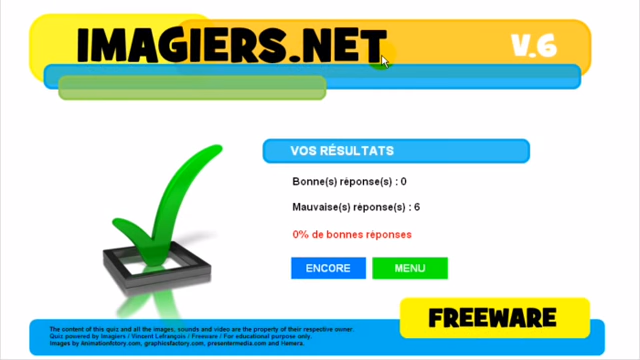 IMAGIERS.NET
V.6
VOS RÉSULTATS
Bonne(s) réponse(s) : 0
Mauvaise(s) réponse(s) : 6
0% de bonnes réponses
ENCORE
MENU
FREEWARE
The content of this quiz and all the images, sounds and video are the property of their respective owner.
Quiz powered by Imagiers / Vincent Lefrançois / Freeware / For educational purpose only.
Images by Animationfctory.com, graphicsfactory.com, presentermedia.com and Hemera.